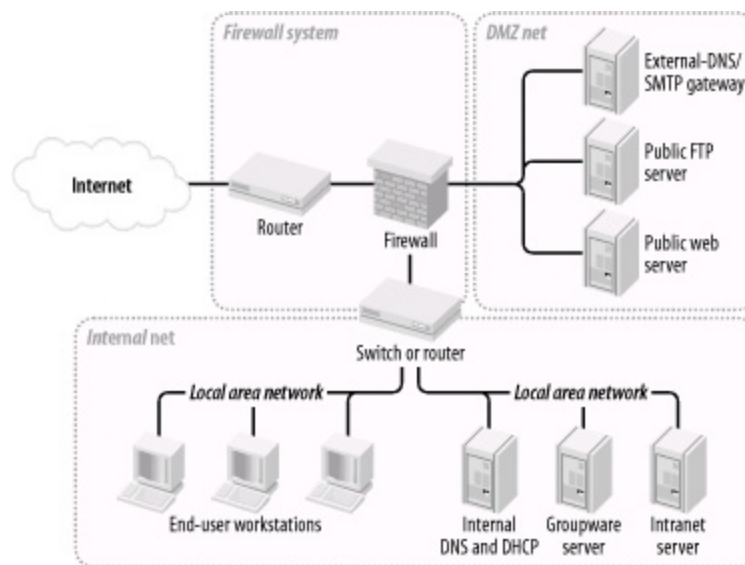 Firewall system
DMZ net
External-DNS/
SMTP gateway
Internet
Router
Firewall
Public FTP
server
Public web
server
Internal net
Switch or router
Local area network
Local area network
End-user workstations
Internal
DNS and DHCP
Groupware
server
Intranet
server